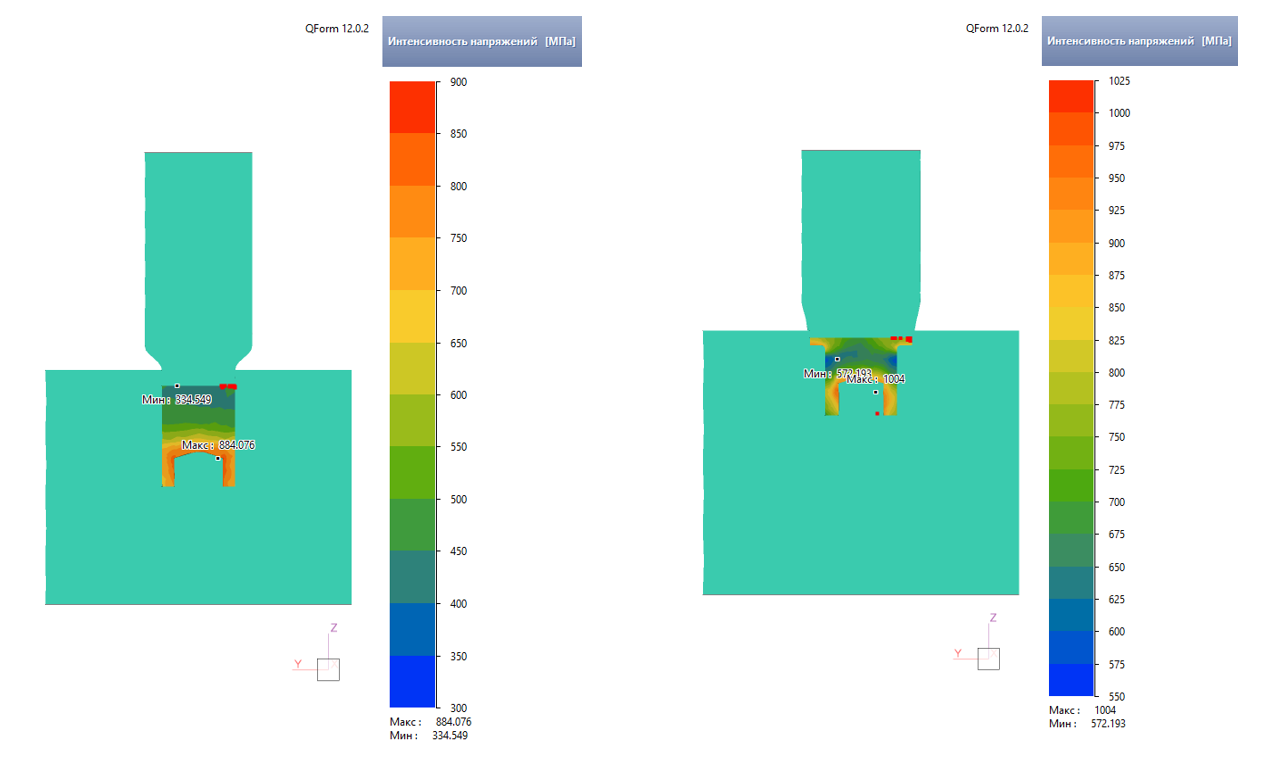 QForm 12.0.2
Интенсивность напряжений [МПа]
900
850
800
750
700
650
600
550
500
450
400
350
300
Мин : 334.549
Макс : 884.076
Z
Y
X
Макс : 884.076
Мин : 334.549
QForm 12.0.2
Интенсивность напряжений [МПа]
1025
1000
975
950
925
900
875
850
825
800
775
750
725
700
675
650
625
600
575
550
Мин : 572.193
Макс : 1004
Z
Y
X
Макс : 1004
Мин : 572.193